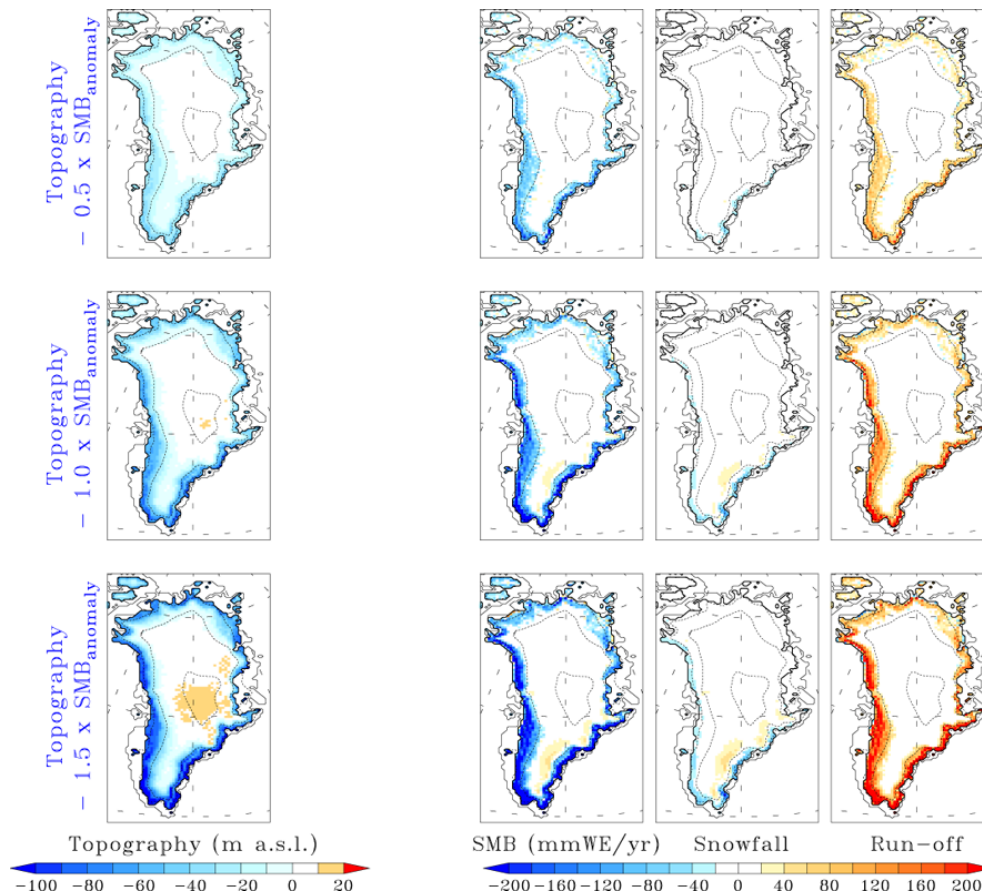 Topography
− 0.5 x SMBanomaly
Topography
− 1.0 x SMBanomaly
Topography
− 1.5 x SMBanomaly
Topography (m a.s.l.)
−100 −80 −60 −40 −20 0 20
SMB (mmWE/yr) Snowfall Run−off
−200 −160 −120 −80 −40 0 40 80 120 160 200